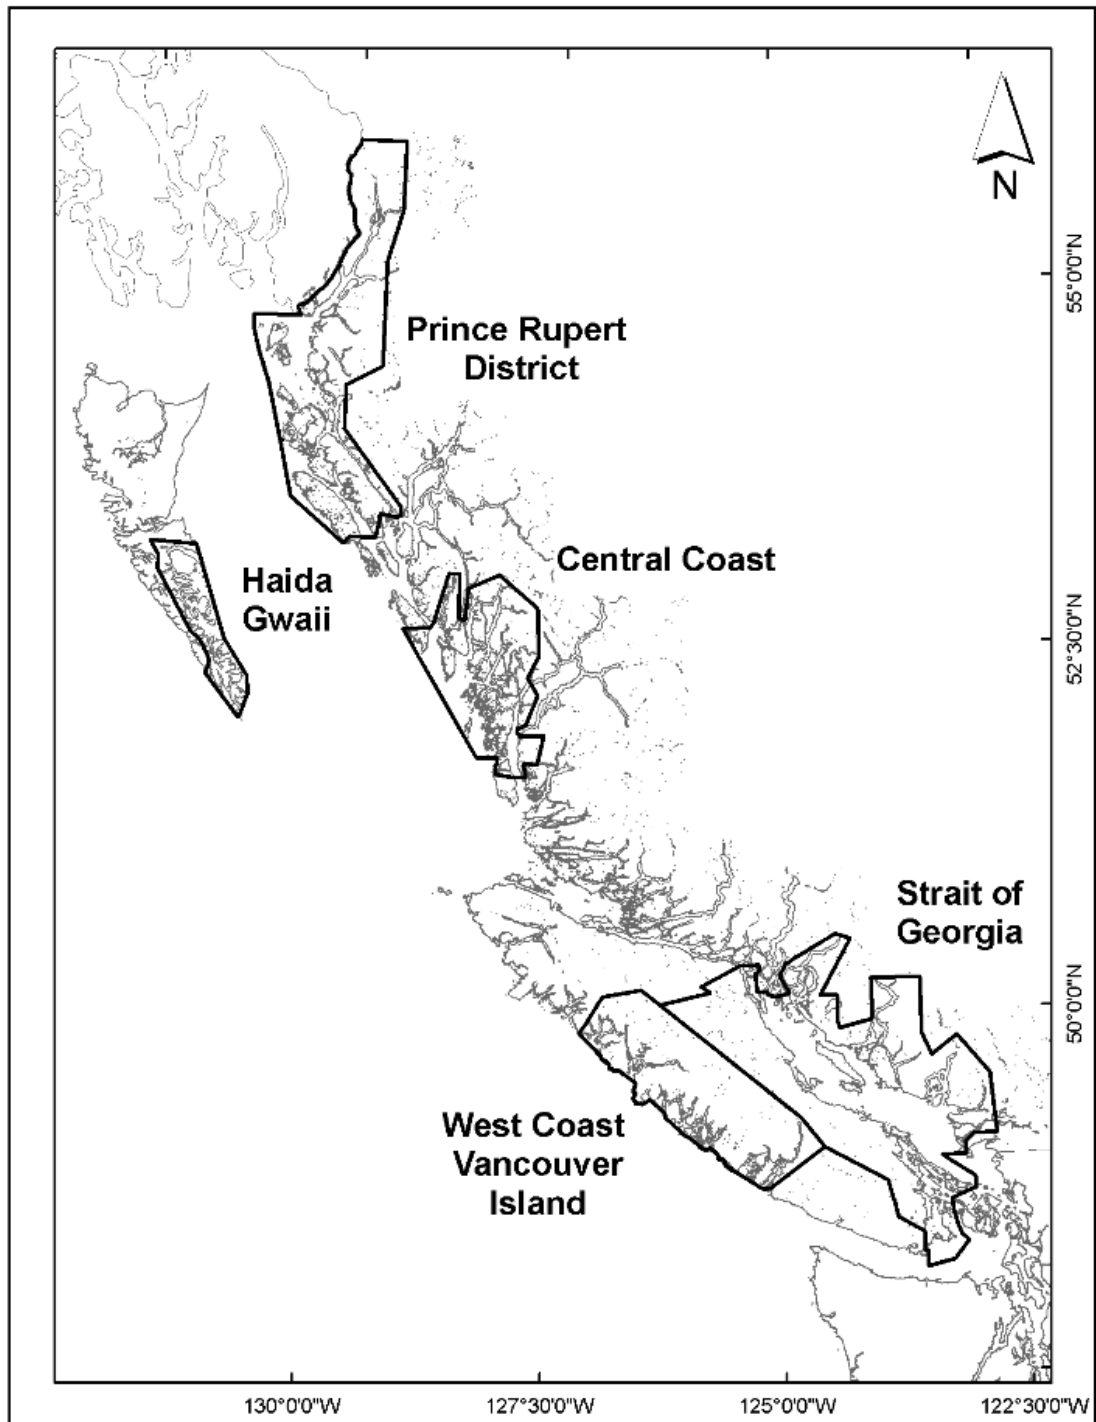 N
55°0'0"N
Prince Rupert
District
Central Coast
Haida
Gwaii
52°30'0"N
Strait of
Georgia
50°0'0"N
West Coast
Vancouver
Island
130°0'0"W
127°30'0"W
125°0'0"W
122°30'0"W